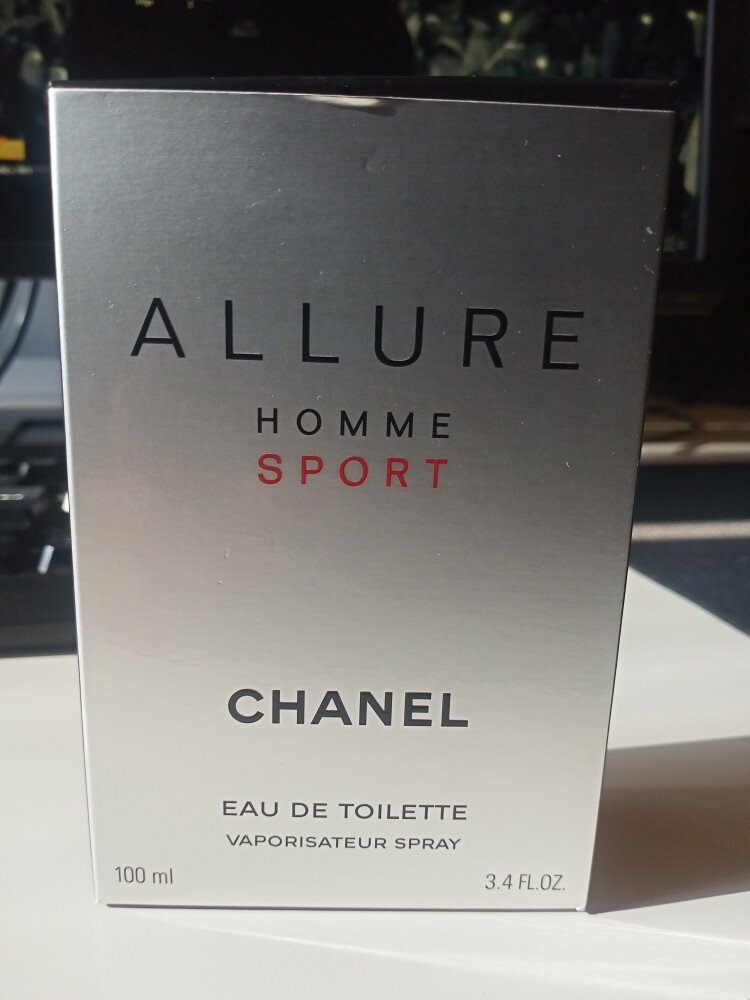 ALLURE
HOMME
SPORT
CHANEL
EAU DE TOILETTE
VAPORISATEUR SPRAY
100 ml
3.4 FL.OZ.